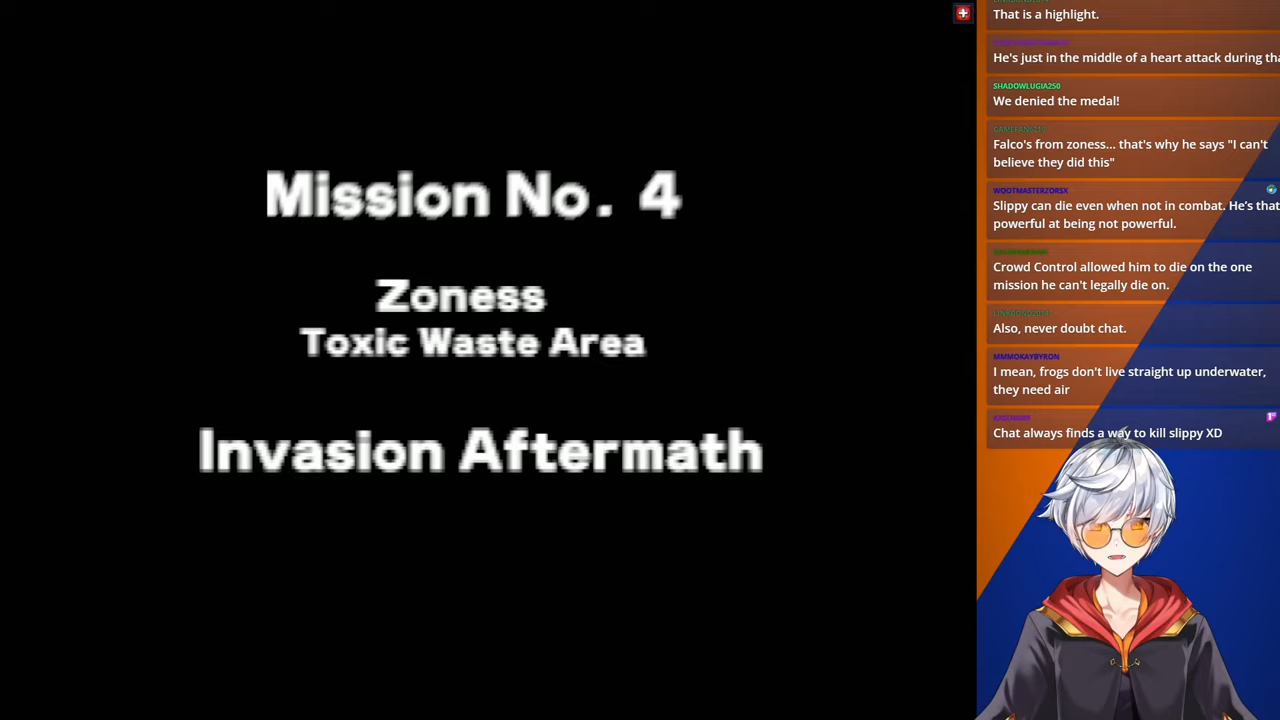 Mission No. 4
Zoness
Toxic Waste Area
Invasion Aftermath
That is a highlight.
He's just in the middle of a heart attack during
SHADOWLUGIA250
We denied the medal!
Falco's from zoness... that's why he says "I can't
believe they did this"
WOOTMASTERZORSX
Slippy can die even when not in combat. He's that
powerful at being not powerful.
Crowd Control allowed him to die on the one
mission he can't legally die on.
Also, never doubt chat.
MMMOKAYBYRON
I mean, frogs don't live straight up underwater,
they need air
Chat always finds a way to kill slippy XD